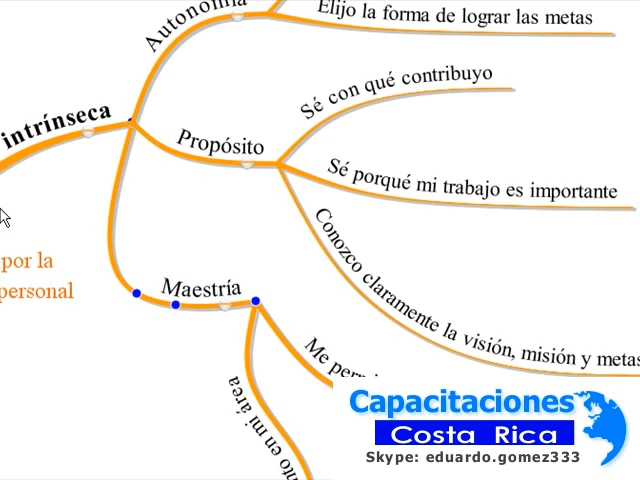 Autonomía
Elijo la forma de lograr las metas
intrínseca
Sé con qué contribuyo
Propósito
Sé porqué mi trabajo es importante
Conozco claramente la visión, misión y metas
por la
personal
Maestría
Me
en mi área
Capacitaciones
Costa Rica
Skype: eduardo.gomez333